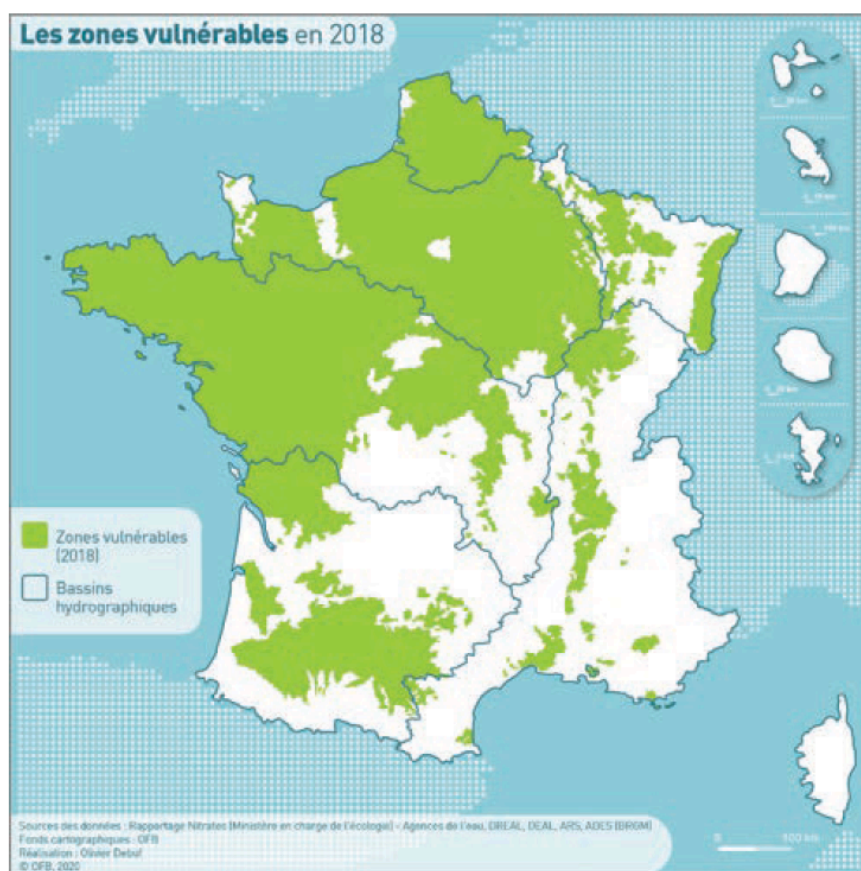 Les zones vulnérables en 2018
Zones vulnérables
(2018)
Bassins
hydrographiques
Sources des données : Rapportage Nitrates (Ministère en charge de l'écologie) - Agences de l'eau, DREAL, DEAL, ARS, ADES (BRGM)
Fonds cartographiques : OFB
Réalisation : Olivier Debuf
© OFB, 2020
0 100 km